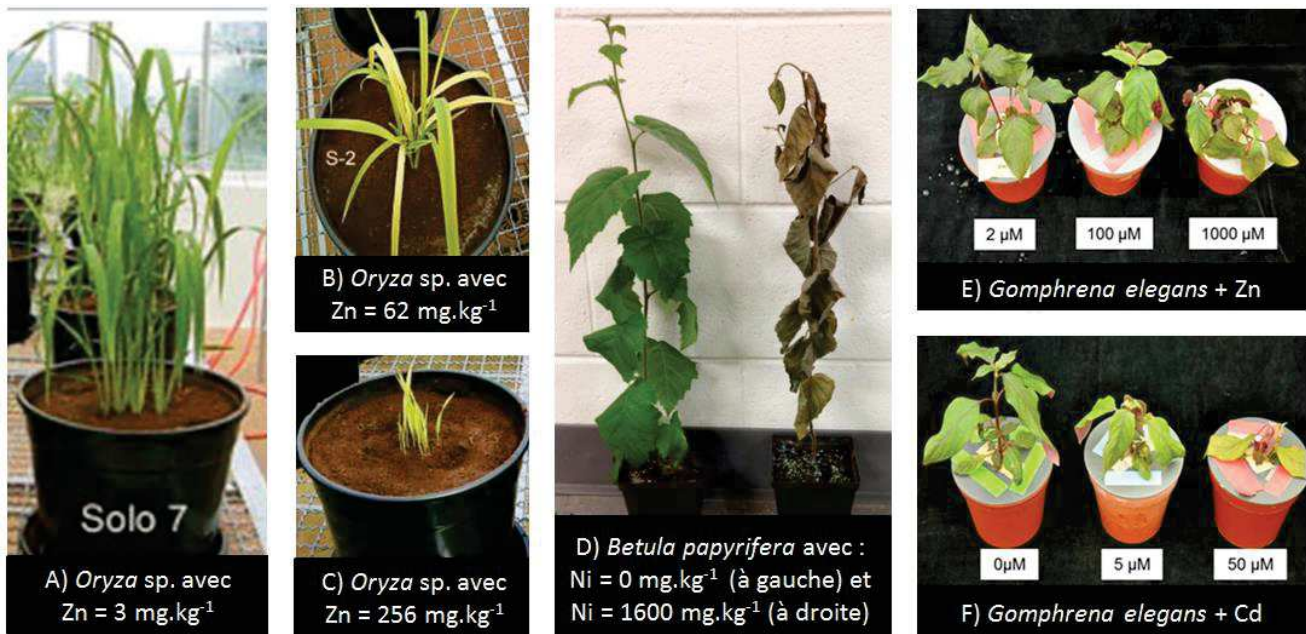 Solo 7
A) Oryza sp. avec
Zn = 3 mg.kg⁻¹
S-2
B) Oryza sp. avec
Zn = 62 mg.kg⁻¹
C) Oryza sp. avec
Zn = 256 mg.kg⁻¹
D) Betula papyrifera avec :
Ni = 0 mg.kg⁻¹ (à gauche) et
Ni = 1600 mg.kg⁻¹ (à droite)
2 µM
100 µM
1000 µM
E) Gomphrena elegans + Zn
0µM
5 µM
50 µM
F) Gomphrena elegans + Cd